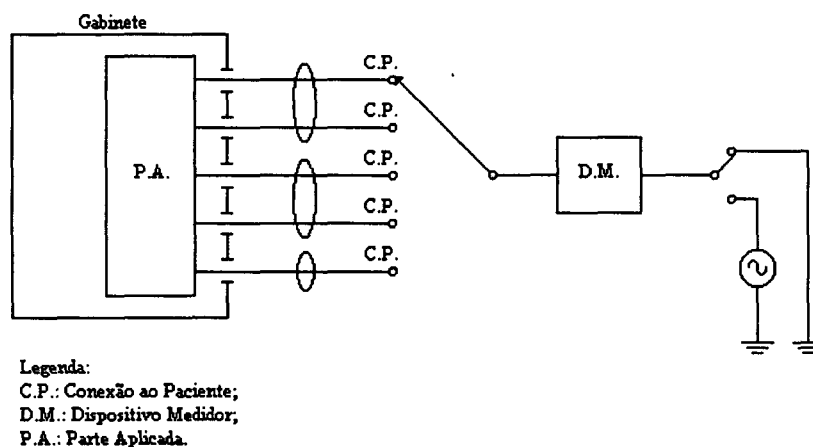 Gabinete
C.P.
C.P.
C.P.
C.P.
C.P.
P.A.
D.M.
Legenda:
C.P.: Conexão ao Paciente;
D.M.: Dispositivo Medidor;
P.A.: Parte Aplicada.